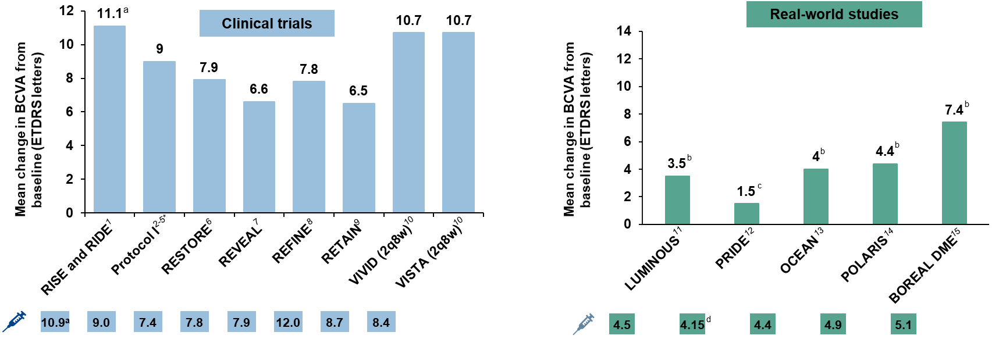 Clinical trials
Mean change in BCVA from
baseline (ETDRS letters)
12
10
8
6
4
2
0
11.1a
9
7.9
6.6
7.8
6.5
10.7
10.7
RISE and RIDE1
Protocol I2-5*
RESTORE6
REVEAL7
REFINE8
RETAIN9
VIVID (2q8w)10
VISTA (2q8w)10
10.9a
9.0
7.4
7.8
7.9
12.0
8.7
8.4
Real-world studies
Mean change in BCVA from
baseline (ETDRS letters)
14
12
10
8
6
4
2
0
3.5b
1.5c
4b
4.4b
7.4b
LUMINOUS11
PRIDE12
OCEAN13
POLARIS14
BOREAL DME15
4.5
4.15d
4.4
4.9
5.1